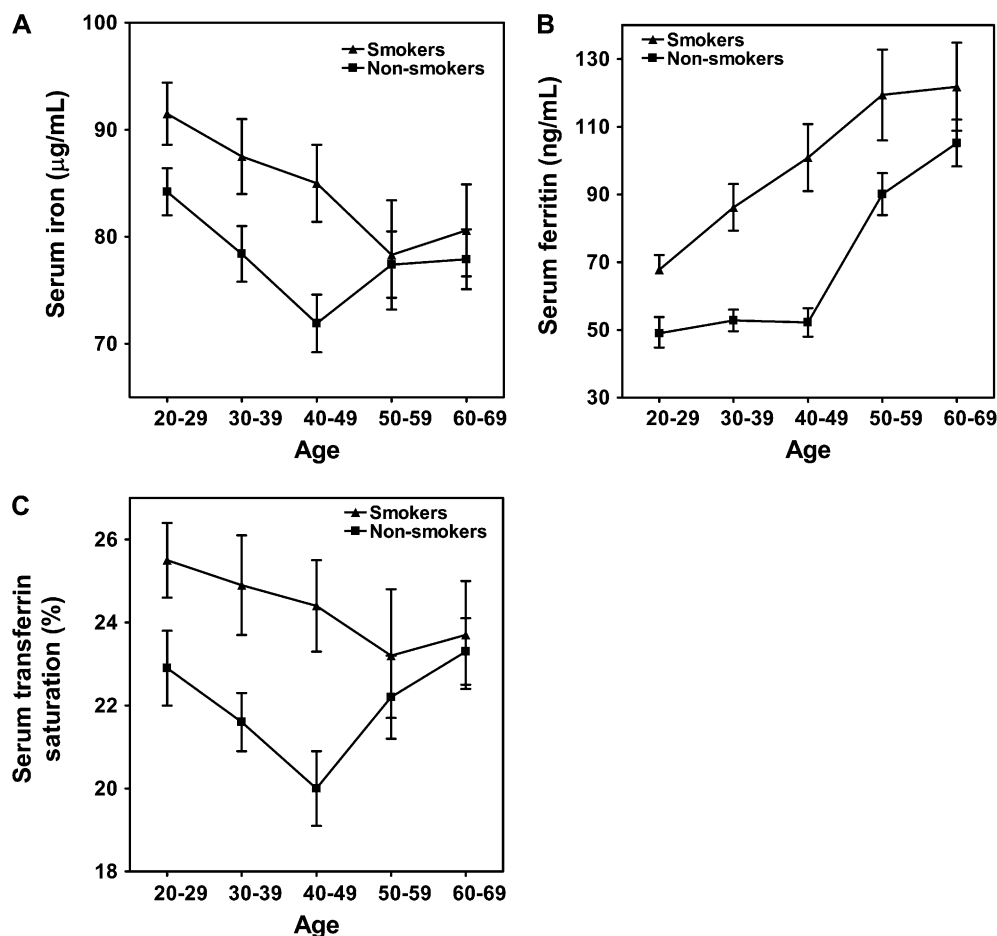 A
Serum iron (μg/mL)
100
90
80
70
Smokers
Non-smokers
20-29 30-39 40-49 50-59 60-69
Age
B
Serum ferritin (ng/mL)
130
110
90
70
50
30
Smokers
Non-smokers
20-29 30-39 40-49 50-59 60-69
Age
C
Serum transferrin
saturation (%)
26
24
22
20
18
Smokers
Non-smokers
20-29 30-39 40-49 50-59 60-69
Age